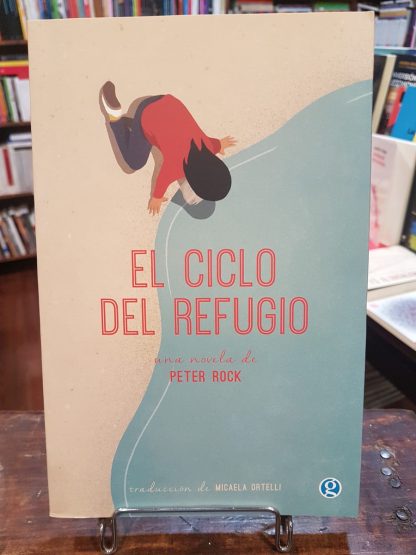 EL CICLO
DEL REFUGIO
una novela de
PETER ROCK
traducción de MICAELA ORTELLI
g